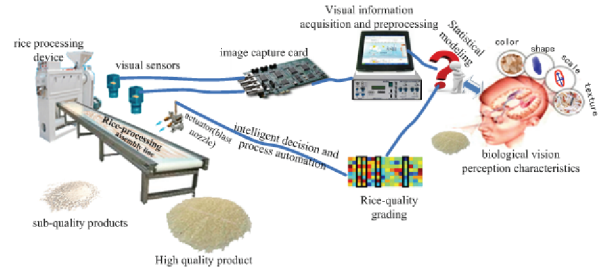 Visual information
acquisition and preprocessing
rice processing
device
visual sensors
image capture card
Statistical
modeling
color
shape
scale
texture
Rice-processing
assembly line
actuator(blast
nozzle)
intelligent decision and
process automation
biological vision
perception characteristics
Rice-quality
grading
sub-quality products
High quality product